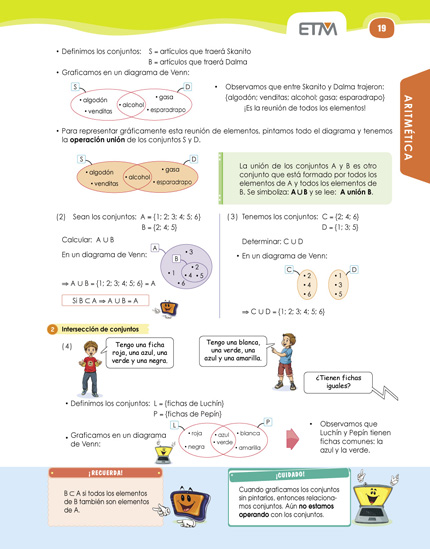 ETM
19
ARITMÉTICA
• Definimos los conjuntos: S = artículos que traerá Skanito
B = artículos que traerá Dalma
• Graficamos en un diagrama de Venn:
S
D
• algodón
• venditas
• alcohol
• gasa
• esparadrapo
• Observamos que entre Skanito y Dalma trajeron:
{algodón; venditas; alcohol; gasa; esparadrapo}
¡Es la reunión de todos los elementos!
• Para representar gráficamente esta reunión de elementos, pintamos todo el diagrama y tenemos
la operación unión de los conjuntos S y D.
S
D
• algodón
• venditas
• alcohol
• gasa
• esparadrapo
La unión de los conjuntos A y B es otro
conjunto que está formado por todos los
elementos de A y todos los elementos de
B. Se simboliza: A∪B y se lee: A unión B.
(2) Sean los conjuntos: A = {1; 2; 3; 4; 5; 6}
B = {2; 4; 5}
Calcular: A ∪ B
En un diagrama de Venn:
A
B
• 3
• 1
• 2
• 4 • 5
• 6
⇒ A ∪ B = {1; 2; 3; 4; 5; 6} = A
Si B ⊂ A ⇒ A ∪ B = A
(3) Tenemos los conjuntos: C = {2; 4; 6}
D = {1; 3; 5}
Determinar: C ∪ D
• En un diagrama de Venn:
C
D
• 2
• 4
• 6
• 1
• 3
• 5
⇒ C ∪ D = {1; 2; 3; 4; 5; 6}
2 Intersección de conjuntos
(4)
Tengo una ficha
roja, una azul, una
verde y una negra.
Tengo una blanca,
una verde, una
azul y una amarilla.
¿Tienen fichas
iguales?
• Definimos los conjuntos: L = {fichas de Luchín}
P = {fichas de Pepín}
• Graficamos en un diagrama
de Venn:
L
P
• roja
• negra
• azul
• verde
• blanca
• amarilla
• Observamos que
Luchín y Pepín tienen
fichas comunes: la
azul y la verde.
¡RECUERDA!
B ⊂ A si todos los elementos
de B también son elementos
de A.
¡CUIDADO!
Cuando graficamos los conjuntos
sin pintarlos, entonces relaciona-
mos conjuntos. Aún no estamos
operando con los conjuntos.